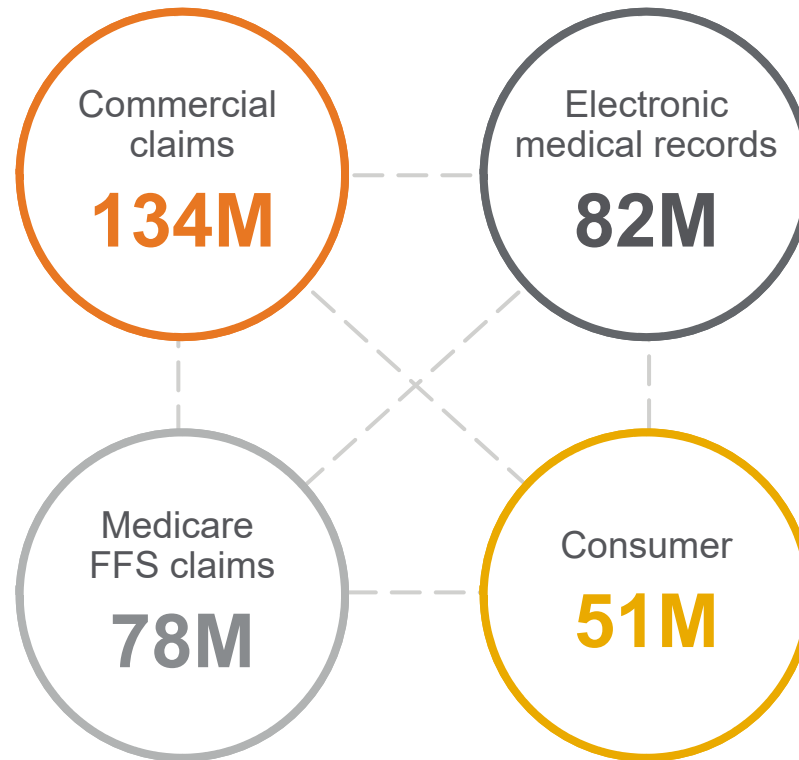 Commercial
claims
134M
Electronic
medical records
82M
Medicare
FFS claims
78M
Consumer
51M